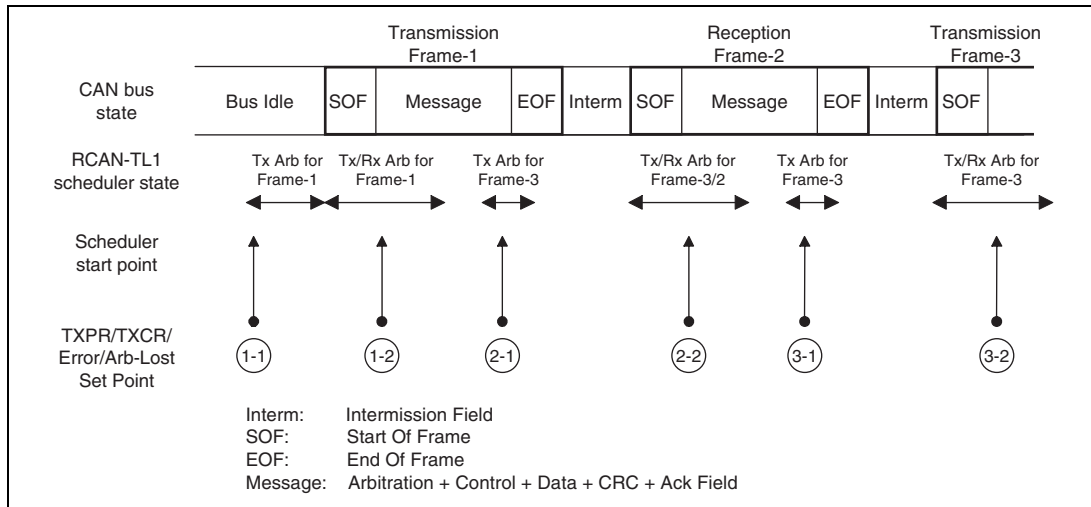 Transmission
Frame-1
Reception
Frame-2
Transmission
Frame-3
CAN bus
state
Bus Idle
SOF
Message
EOF
Interm
SOF
Message
EOF
Interm
SOF
RCAN-TL1
scheduler state
Tx Arb for
Frame-1
Tx/Rx Arb for
Frame-1
Tx Arb for
Frame-3
Tx/Rx Arb for
Frame-3/2
Tx Arb for
Frame-3
Tx/Rx Arb for
Frame-3
Scheduler
start point
TXPR/TXCR/
Error/Arb-Lost
Set Point
1-1
1-2
2-1
2-2
3-1
3-2
Interm: Intermission Field
SOF: Start Of Frame
EOF: End Of Frame
Message: Arbitration + Control + Data + CRC + Ack Field